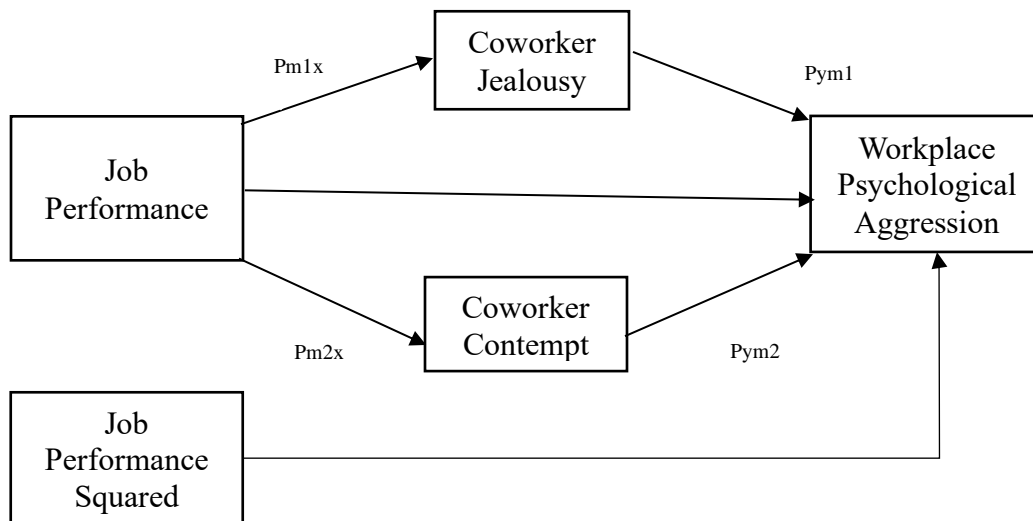 Coworker
Jealousy
Pm1x
Pym1
Job
Performance
Workplace
Psychological
Aggression
Coworker
Contempt
Pm2x
Pym2
Job
Performance
Squared